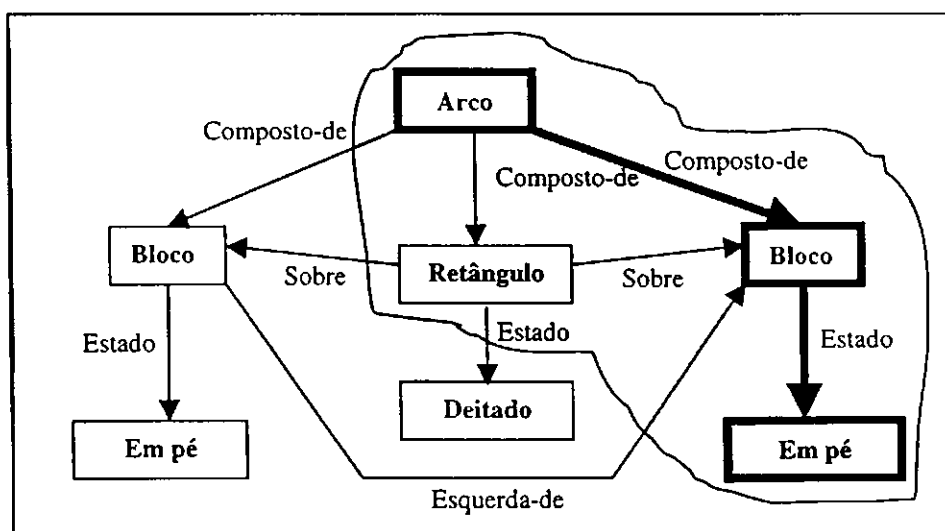 Arco
Composto-de
Composto-de
Composto-de
Bloco
Sobre
Retângulo
Sobre
Bloco
Estado
Estado
Estado
Deitado
Em pé
Em pé
Esquerda-de